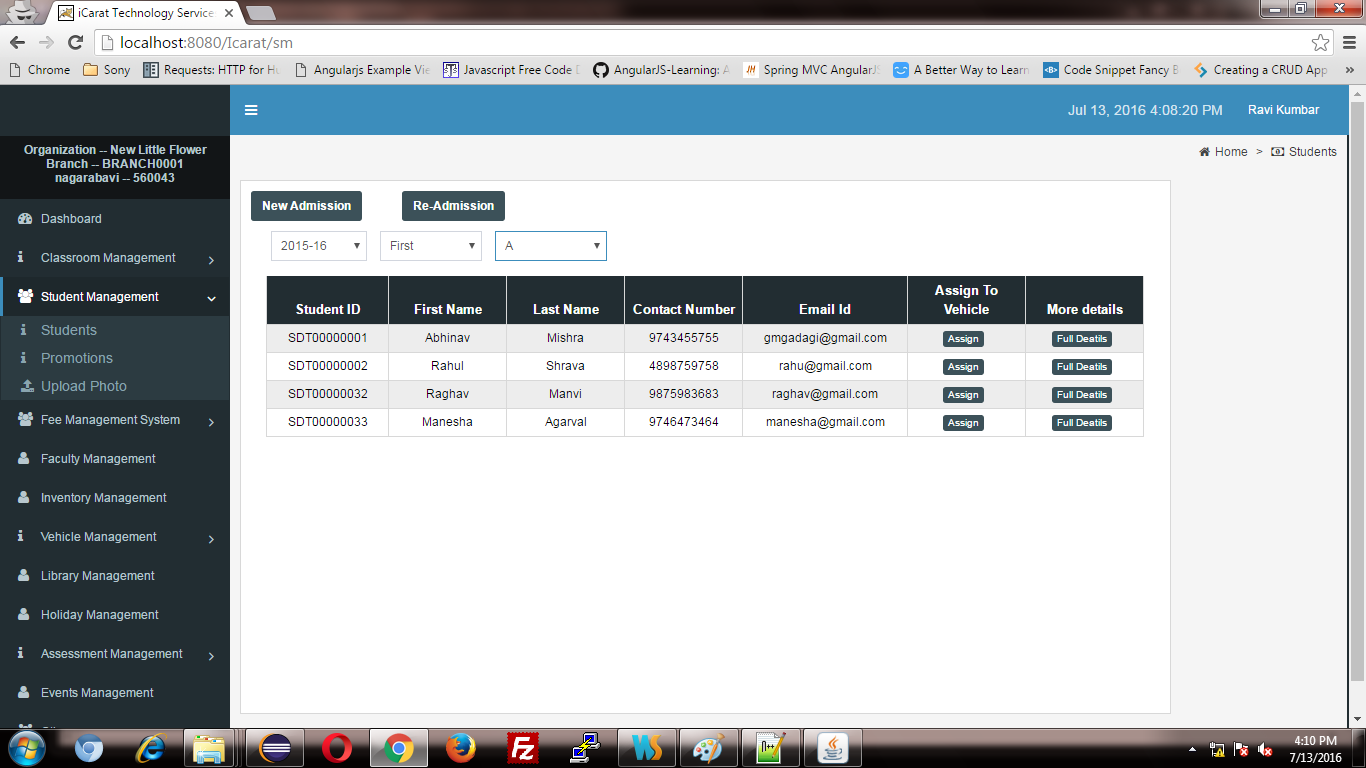 iCarat Technology Service
localhost:8080/Icarat/sm
Chrome Sony Requests: HTTP for Hu Angularjs Example Vie Javascript Free Code D AngularJS-Learning: A Spring MVC AngularJS A Better Way to Learn Code Snippet Fancy B Creating a CRUD App »
Jul 13, 2016 4:08:20 PM Ravi Kumbar
Organization -- New Little Flower
Branch -- BRANCH0001
nagarabavi -- 560043
Home > Students
Dashboard
Classroom Management
Student Management
Students
Promotions
Upload Photo
Fee Management System
Faculty Management
Inventory Management
Vehicle Management
Library Management
Holiday Management
Assessment Management
Events Management
New Admission Re-Admission
2015-16 First A
Student ID First Name Last Name Contact Number Email Id Assign To Vehicle More details
SDT00000001 Abhinav Mishra 9743455755 gmgadagi@gmail.com Assign Full Deatils
SDT00000002 Rahul Shrava 4898759758 rahu@gmail.com Assign Full Deatils
SDT00000032 Raghav Manvi 9875983683 raghav@gmail.com Assign Full Deatils
SDT00000033 Manesha Agarval 9746473464 manesha@gmail.com Assign Full Deatils
4:10 PM
7/13/2016